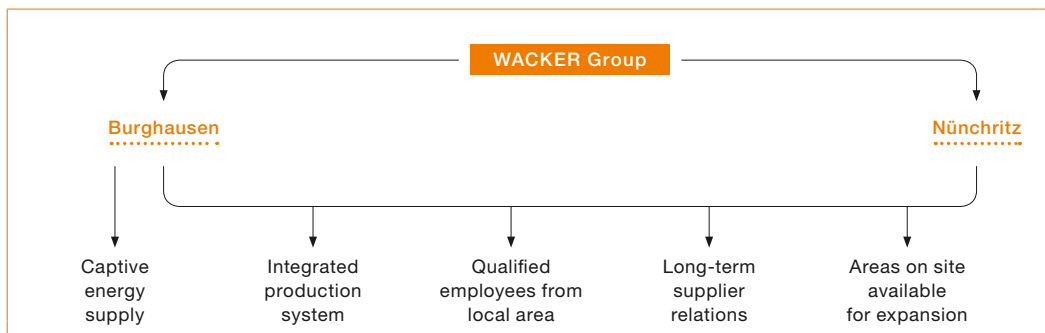 WACKER Group
Burghausen
Nünchritz
Captive
energy
supply
Integrated
production
system
Qualified
employees from
local area
Long-term
supplier
relations
Areas on site
available
for expansion